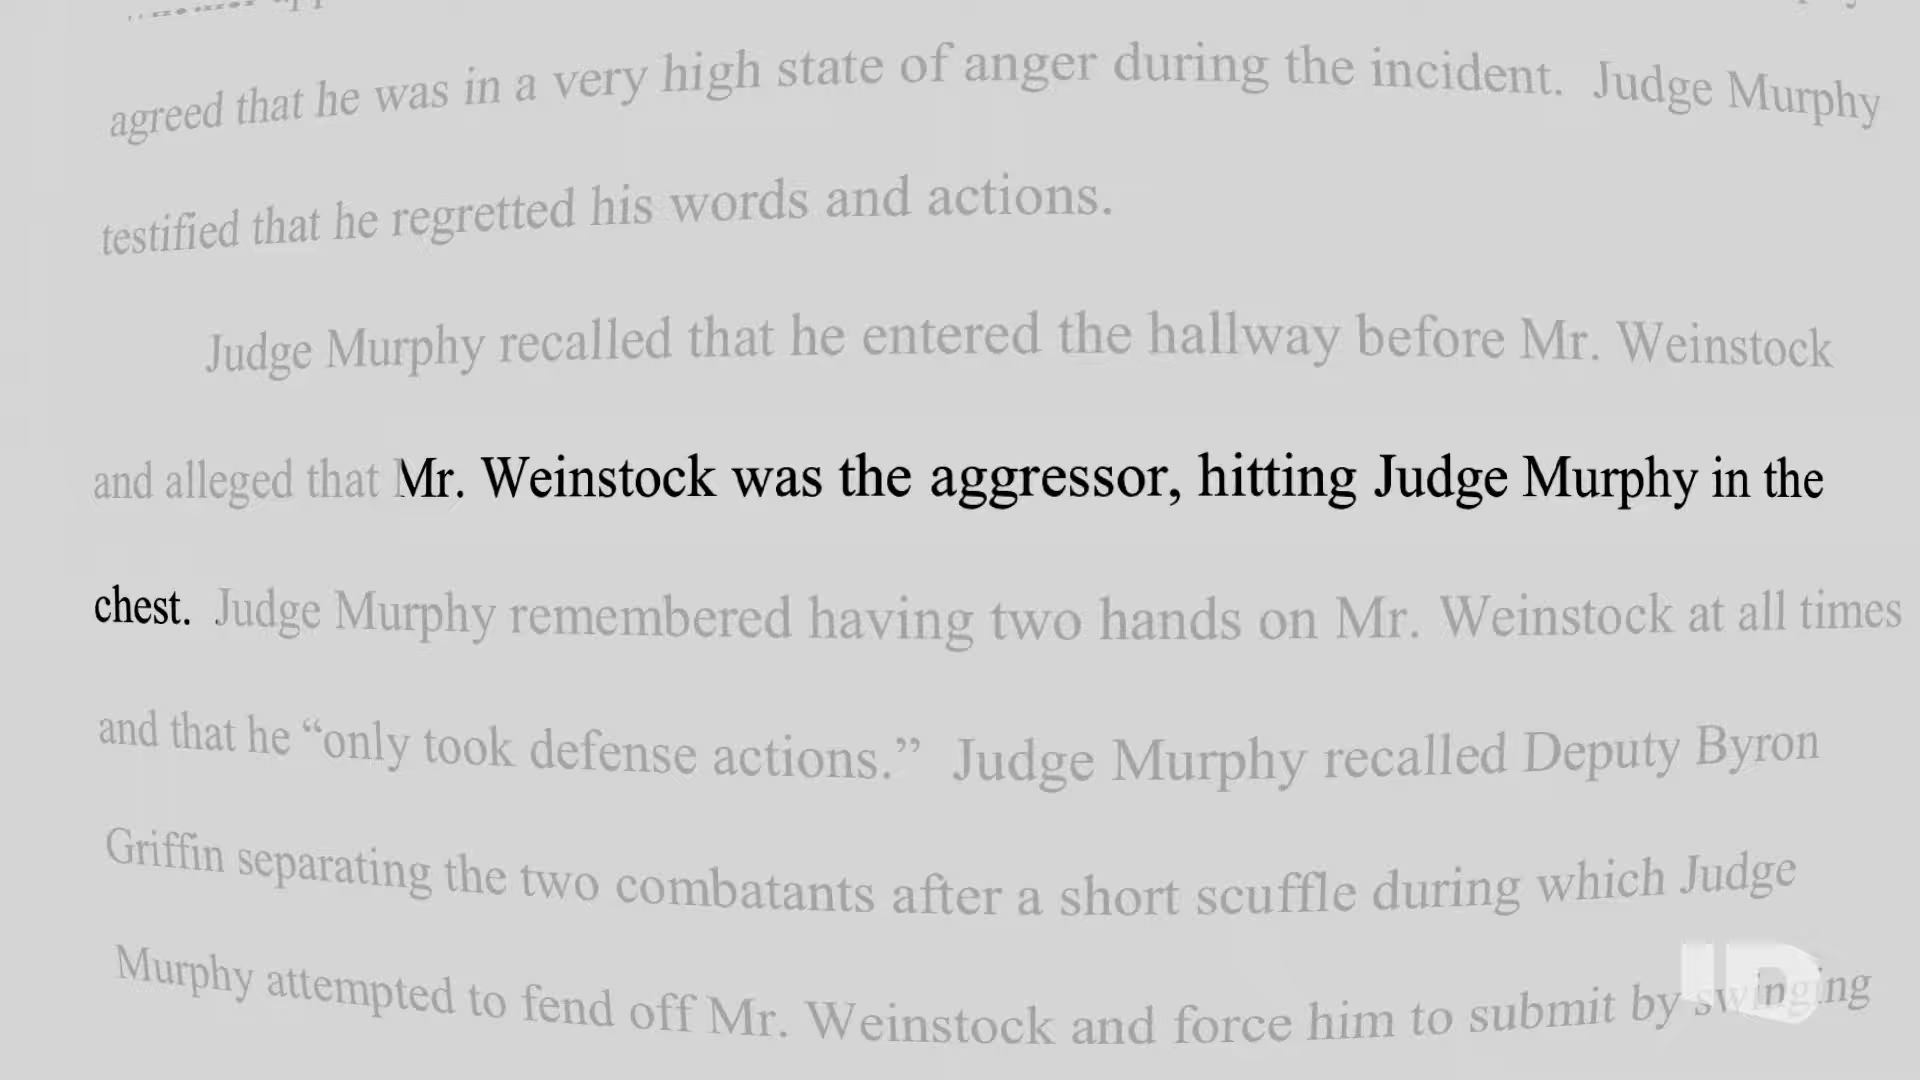 agreed that he was in a very high state of anger during the incident. Judge Murphy
testified that he regretted his words and actions.
Judge Murphy recalled that he entered the hallway before Mr. Weinstock
and alleged that Mr. Weinstock was the aggressor, hitting Judge Murphy in the
chest. Judge Murphy remembered having two hands on Mr. Weinstock at all times
and that he “only took defense actions.” Judge Murphy recalled Deputy Byron
Griffin separating the two combatants after a short scuffle during which Judge
Murphy attempted to fend off Mr. Weinstock and force him to submit by swinging
ID